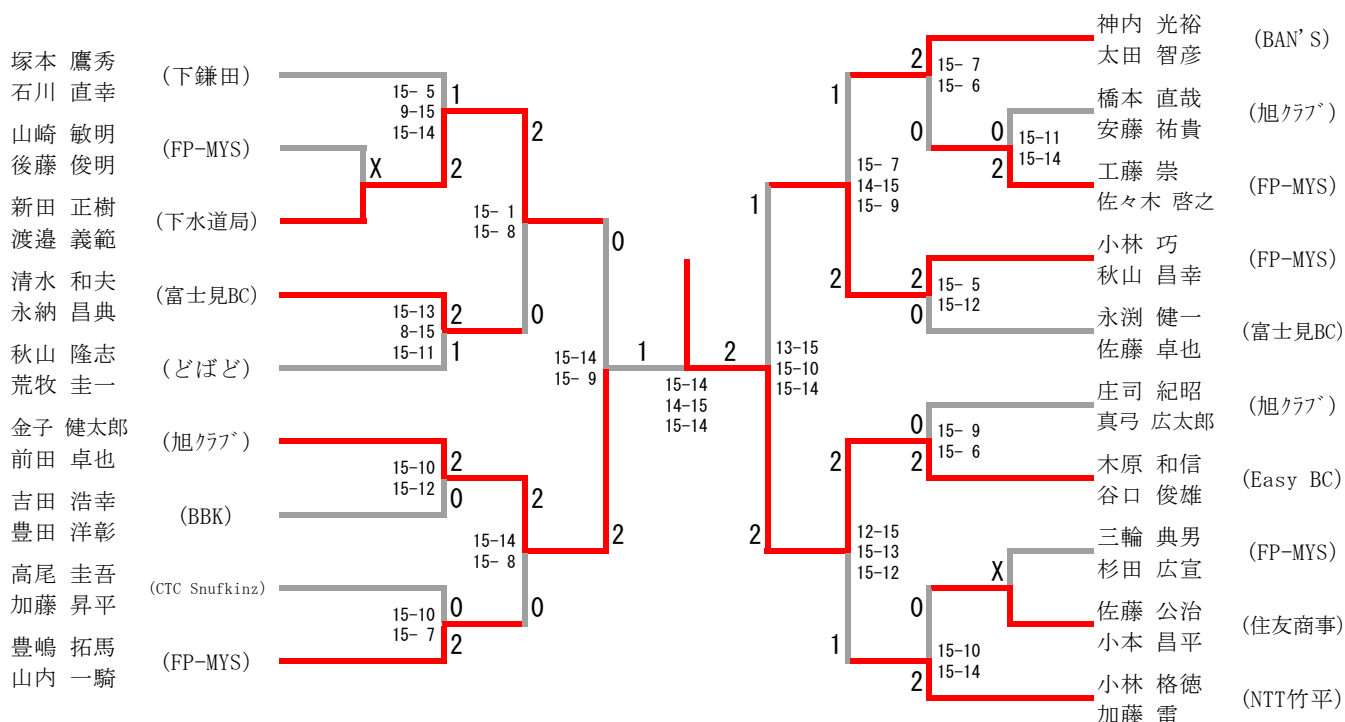 塚本 鷹秀
石川 直幸
(下鎌田)
山崎 敏明
後藤 俊明
(FP-MYS)
新田 正樹
渡邉 義範
(下水道局)
清水 和夫
永納 昌典
(富士見BC)
秋山 隆志
荒牧 圭一
(どばど)
金子 健太郎
前田 卓也
(旭ｸﾗﾌﾞ)
吉田 浩幸
豊田 洋彰
(BBK)
高尾 圭吾
加藤 昇平
(CTC Snufkinz)
豊嶋 拓馬
山内 一騎
(FP-MYS)
15- 5
9-15
15-14
1
X
2
15-13
8-15
15-11
2
1
15-10
15-12
2
0
15-10
15- 7
0
2
2
15- 1
15- 8
0
2
15-14
15- 8
0
0
15-14
15- 9
2
1
15-14
14-15
15-14
2
1
13-15
15-10
15-14
2
1
15- 7
14-15
15- 9
2
2
12-15
15-13
15-12
1
2
15- 7
15- 6
0
0
15-11
15-14
2
2
15- 5
15-12
0
0
15- 9
15- 6
2
X
0
15-10
15-14
2
神内 光裕
太田 智彦
(BAN'S)
橋本 直哉
安藤 祐貴
(旭ｸﾗﾌﾞ)
工藤 崇
佐々木 啓之
(FP-MYS)
小林 巧
秋山 昌幸
(FP-MYS)
永渕 健一
佐藤 卓也
(富士見BC)
庄司 紀昭
真弓 広太郎
(旭ｸﾗﾌﾞ)
木原 和信
谷口 俊雄
(Easy BC)
三輪 典男
杉田 広宣
(FP-MYS)
佐藤 公治
小本 昌平
(住友商事)
小林 格徳
加藤 雷
(NTT竹平)